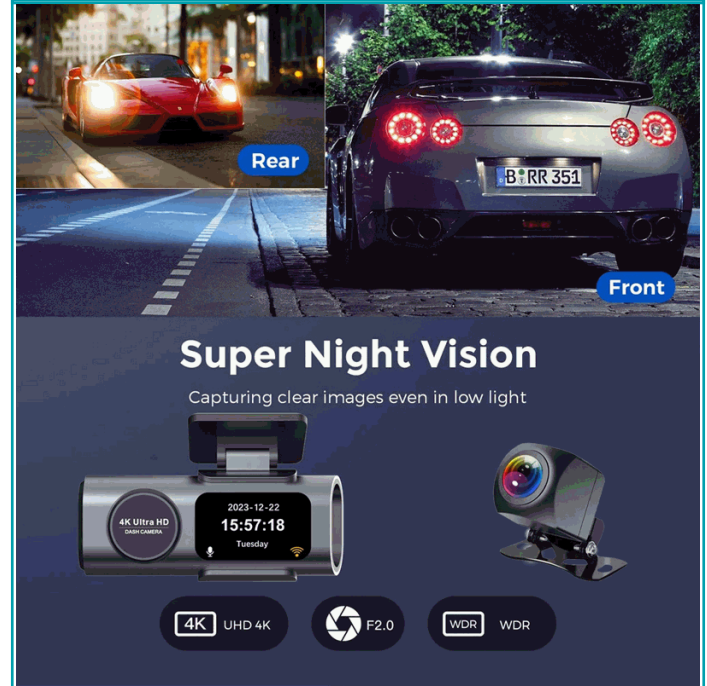 Rear
B RR 351
Front
Super Night Vision
Capturing clear images even in low light
4K Ultra HD
DASH CAMERA
2023-12-22
15:57:18
Tuesday
4K UHD 4K
F2.0
WDR WDR